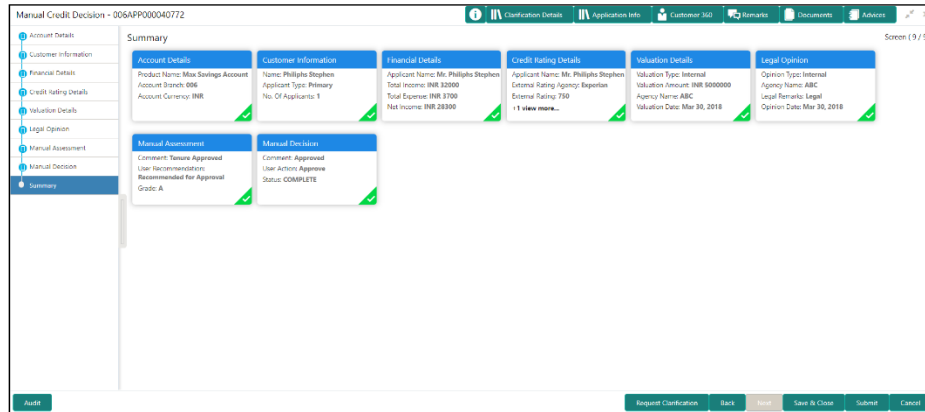 Manual Credit Decision - 006APP000040772
Clarification Details
Application Info
Customer 360
Remarks
Documents
Advices
Account Details
Customer Information
Financial Details
Credit Rating Details
Valuation Details
Legal Opinion
Manual Assessment
Manual Decision
Summary
Summary
Screen ( 9 / 9
Account Details
Product Name: Max Savings Account
Account Branch: 006
Account Currency: INR
Customer Information
Name: Philiphs Stephen
Applicant Type: Primary
No. Of Applicants: 1
Financial Details
Applicant Name: Mr. Philiphs Stephen
Total Income: INR 32000
Total Expense: INR 3700
Net Income: INR 28300
Credit Rating Details
Applicant Name: Mr. Philiphs Stephen
External Rating Agency: Experian
External Rating: 750
+1 view more...
Valuation Details
Valuation Type: Internal
Valuation Amount: INR 5000000
Agency Name: ABC
Valuation Date: Mar 30, 2018
Legal Opinion
Opinion Type: Internal
Agency Name: ABC
Legal Remarks: Legal
Opinion Date: Mar 30, 2018
Manual Assessment
Comment: Tenure Approved
User Recommendation:
Recommended for Approval
Grade: A
Manual Decision
Comment: Approved
User Action: Approve
Status: COMPLETE
Audit
Request Clarification
Back
Next
Save & Close
Submit
Cancel